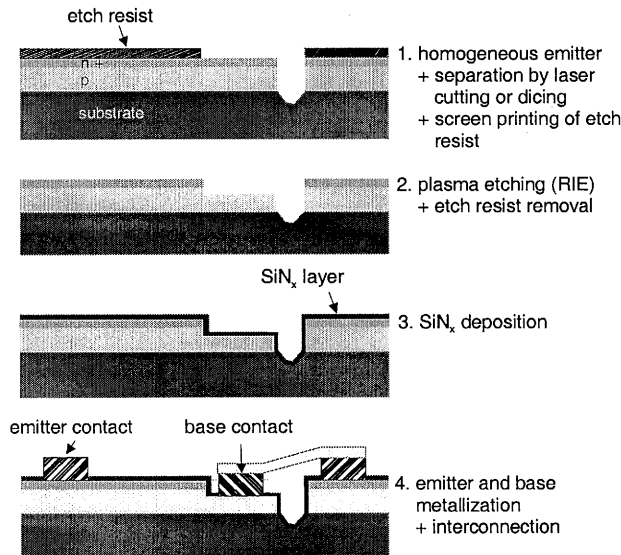 etch resist
n +
p
substrate
1. homogeneous emitter
+ separation by laser
cutting or dicing
+ screen printing of etch
resist
2. plasma etching (RIE)
+ etch resist removal
SiNx layer
3. SiNx deposition
emitter contact
base contact
4. emitter and base
metallization
+ interconnection